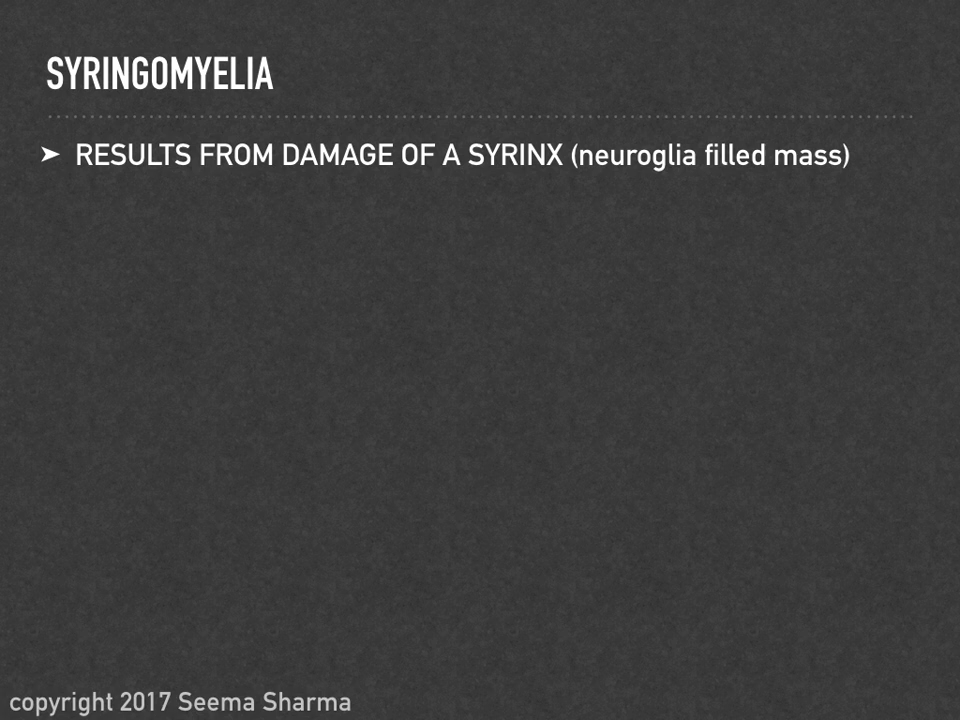 SYRINGOMYELIA
➤ RESULTS FROM DAMAGE OF A SYRINX (neuroglia filled mass)
copyright 2017 Seema Sharma